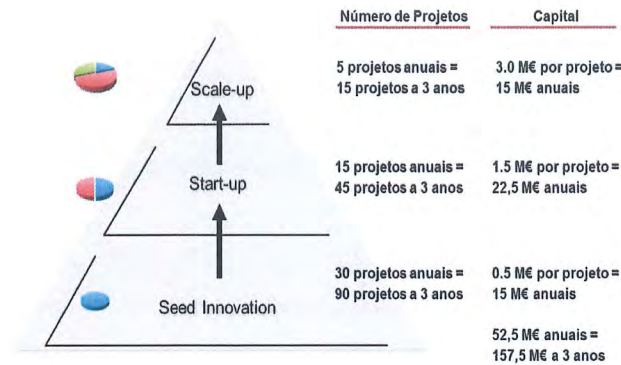 Número de Projetos
Capital
5 projetos anuais =
15 projetos a 3 anos
3.0 M€ por projeto =
15 M€ anuais
Scale-up
15 projetos anuais =
45 projetos a 3 anos
1.5 M€ por projeto =
22,5 M€ anuais
Start-up
30 projetos anuais =
90 projetos a 3 anos
0.5 M€ por projeto =
15 M€ anuais
Seed Innovation
52,5 M€ anuais =
157,5 M€ a 3 anos